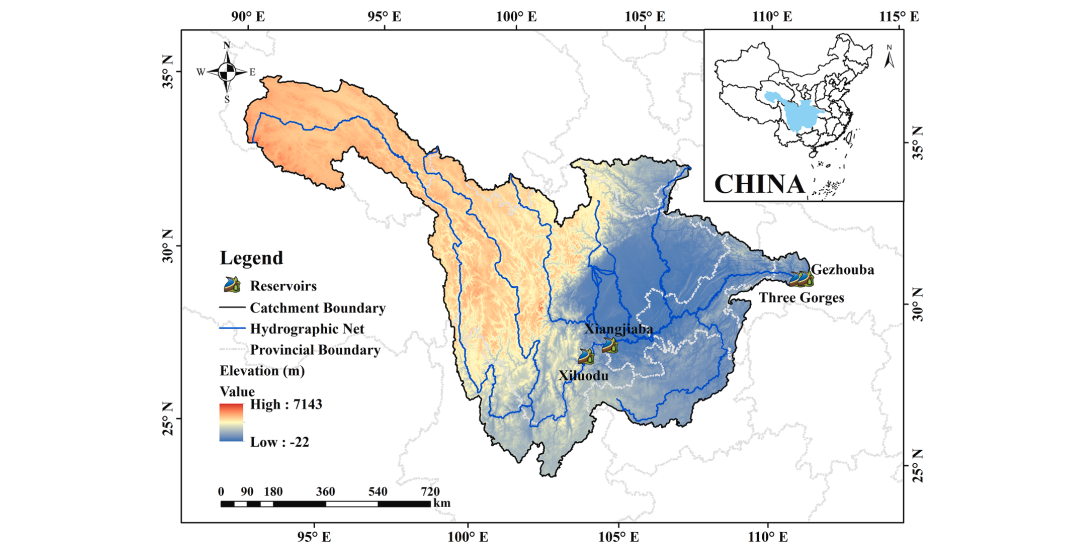 90° E 95° E 100° E 105° E 110° E 115° E
N
W E
S
35° N
N
35° N
CHINA
30° N
Legend
Reservoirs
Catchment Boundary
Hydrographic Net
Provincial Boundary
Elevation (m)
Value
High : 7143
Low : -22
Gezhouba
Three Gorges
Xiangjiaba
Xiluodu
30° N
25° N
25° N
0 90 180 360 540 720
km
95° E 100° E 105° E 110° E